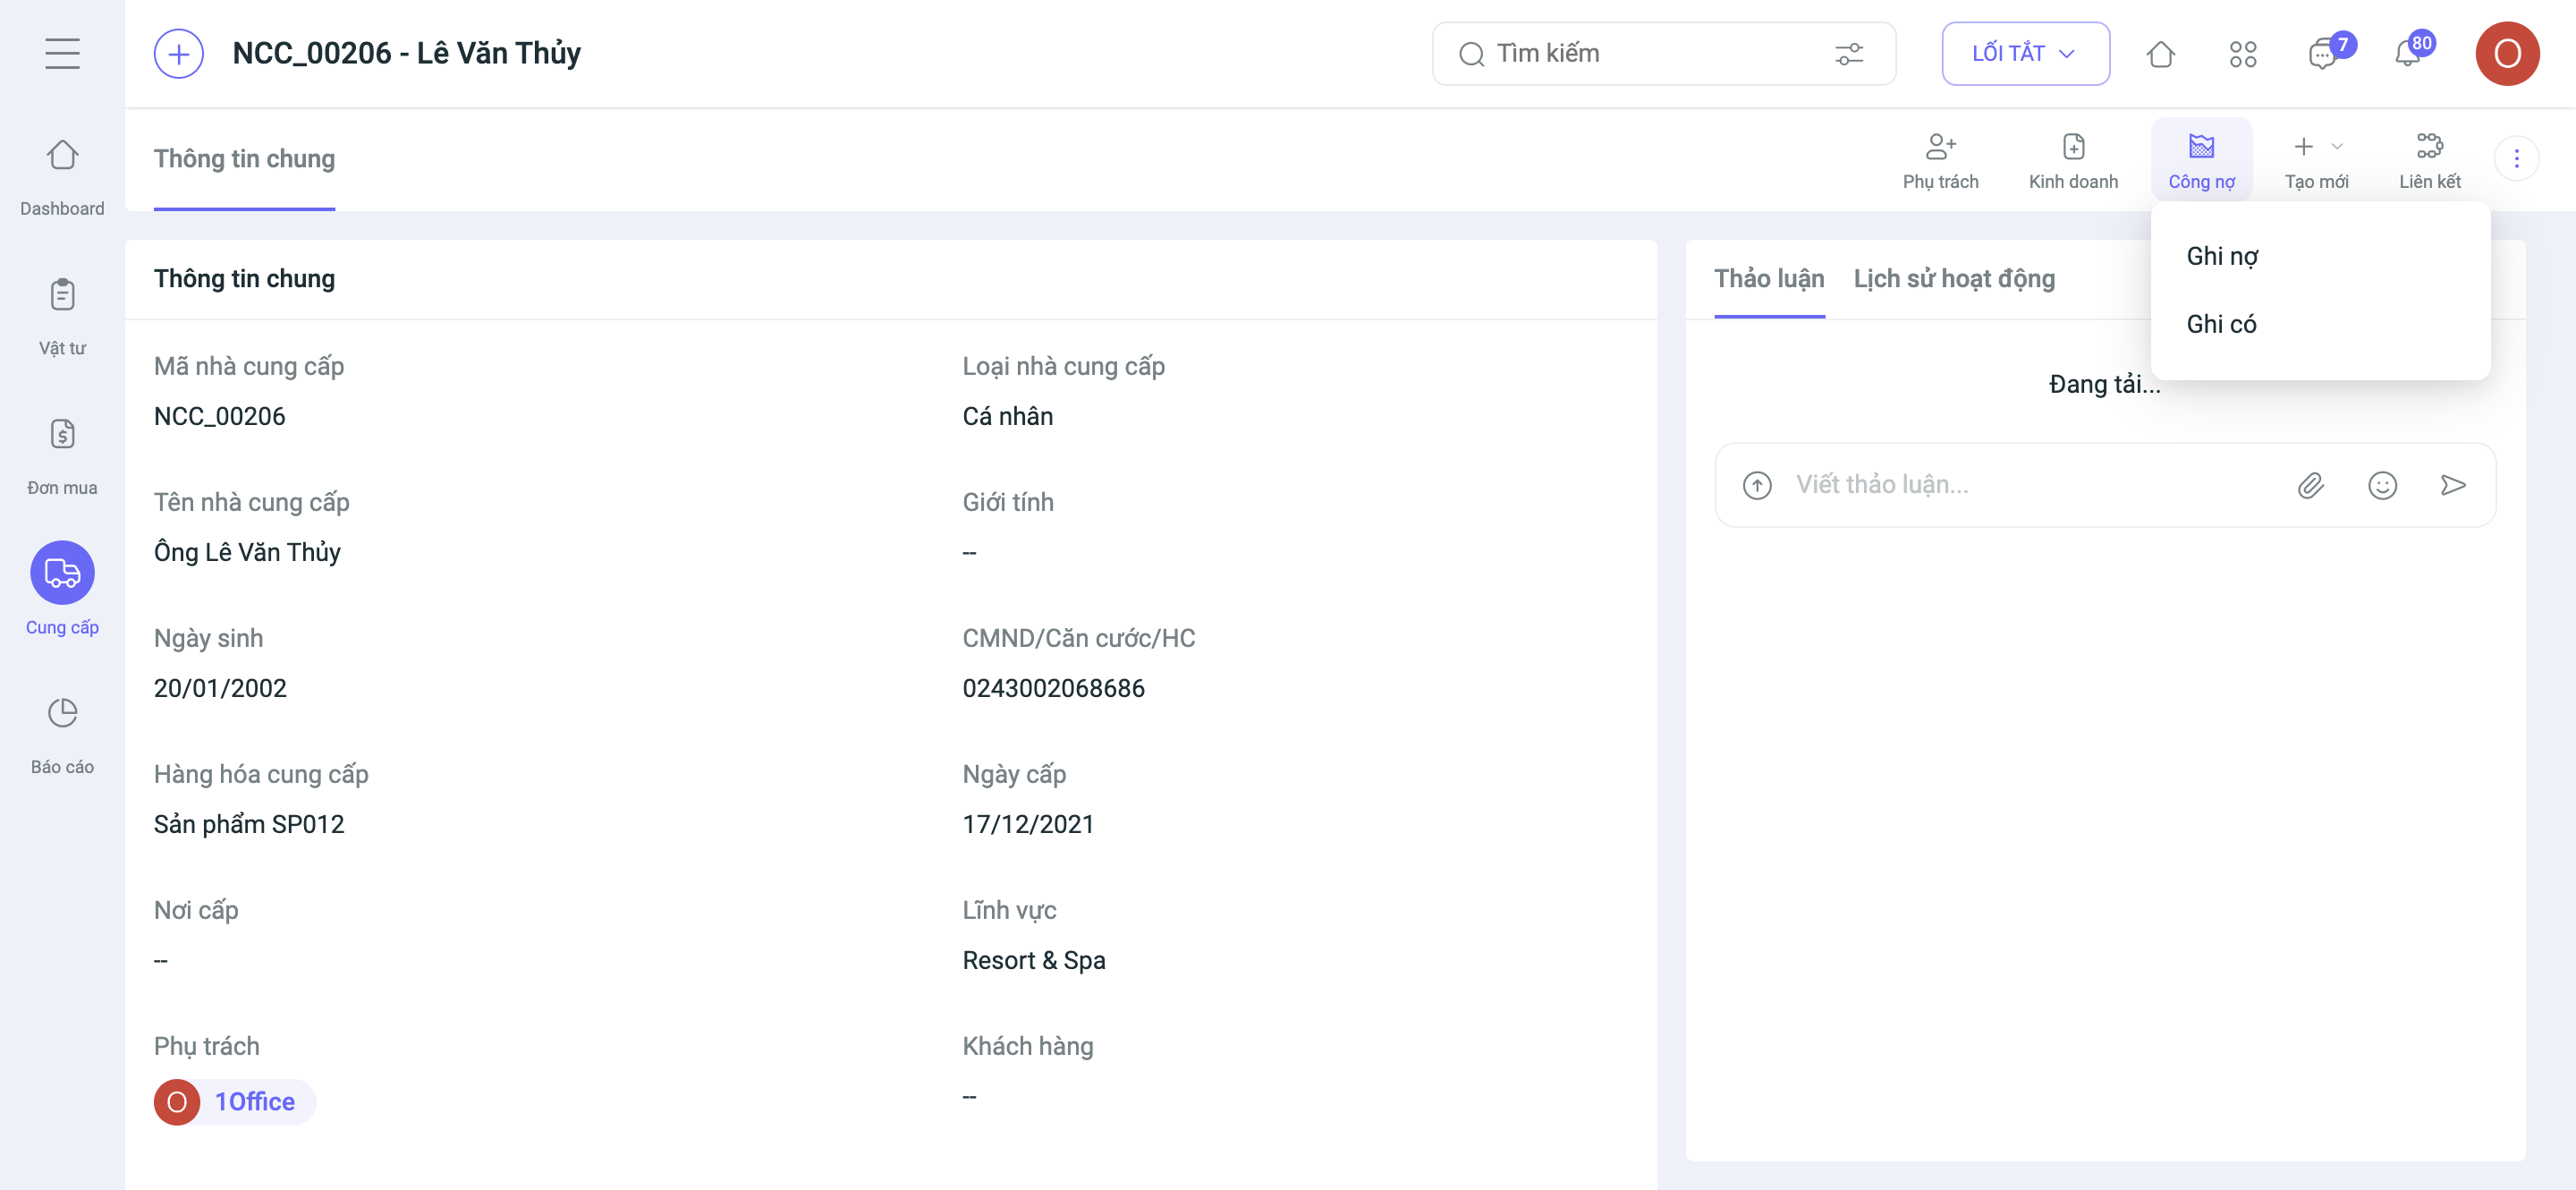 NCC_00206 - Lê Văn Thủy
Tìm kiếm
LỐI TẮT
7
80
O
Dashboard
Vật tư
Đơn mua
Cung cấp
Báo cáo
Thông tin chung
Phụ trách
Kinh doanh
Công nợ
Tạo mới
Liên kết
Ghi nợ
Ghi có
Thông tin chung
Mã nhà cung cấp
NCC_00206
Loại nhà cung cấp
Cá nhân
Tên nhà cung cấp
Ông Lê Văn Thủy
Giới tính
--
Ngày sinh
20/01/2002
CMND/Căn cước/HC
0243002068686
Hàng hóa cung cấp
Sản phẩm SP012
Ngày cấp
17/12/2021
Nơi cấp
--
Lĩnh vực
Resort & Spa
Phụ trách
O 1Office
Khách hàng
--
Thảo luận
Lịch sử hoạt động
Đang tải...
Viết thảo luận...